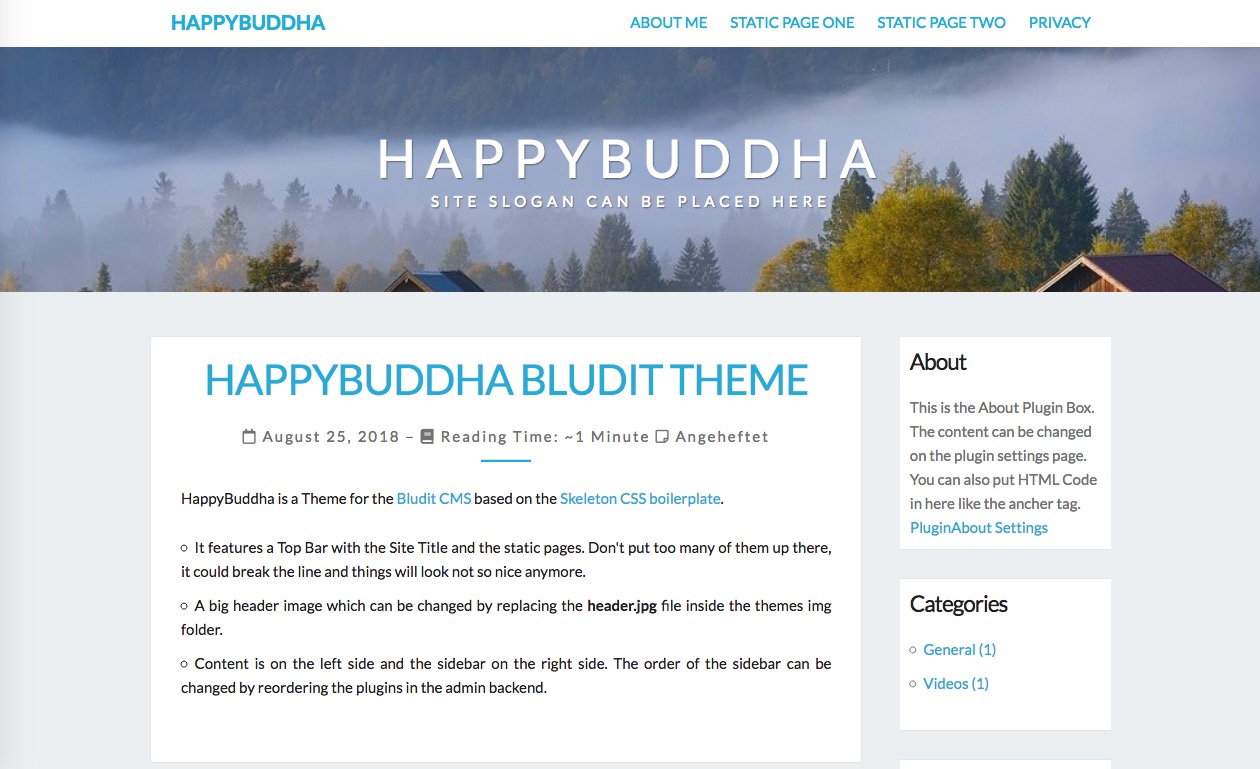 HAPPYBUDDHA
ABOUT ME STATIC PAGE ONE STATIC PAGE TWO PRIVACY
HAPPYBUDDHA
SITE SLOGAN CAN BE PLACED HERE
HAPPYBUDDHA BLUDIT THEME
August 25, 2018 – Reading Time: ~1 Minute Angeheftet
HappyBuddha is a Theme for the Bludit CMS based on the Skeleton CSS boilerplate.
It features a Top Bar with the Site Title and the static pages. Don't put too many of them up there,
it could break the line and things will look not so nice anymore.
A big header image which can be changed by replacing the header.jpg file inside the themes img
folder.
Content is on the left side and the sidebar on the right side. The order of the sidebar can be
changed by reordering the plugins in the admin backend.
About
This is the About Plugin Box.
The content can be changed
on the plugin settings page.
You can also put HTML Code
in here like the ancher tag.
PluginAbout Settings
Categories
General (1)
Videos (1)